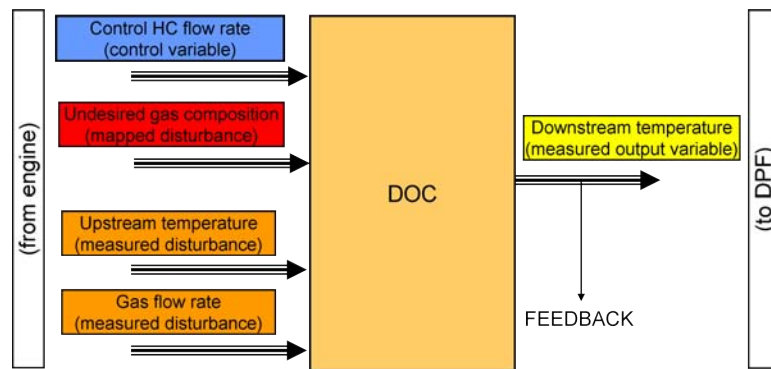 (from engine)
Control HC flow rate
(control variable)
Undesired gas composition
(mapped disturbance)
Upstream temperature
(measured disturbance)
Gas flow rate
(measured disturbance)
DOC
Downstream temperature
(measured output variable)
FEEDBACK
(to DPF)